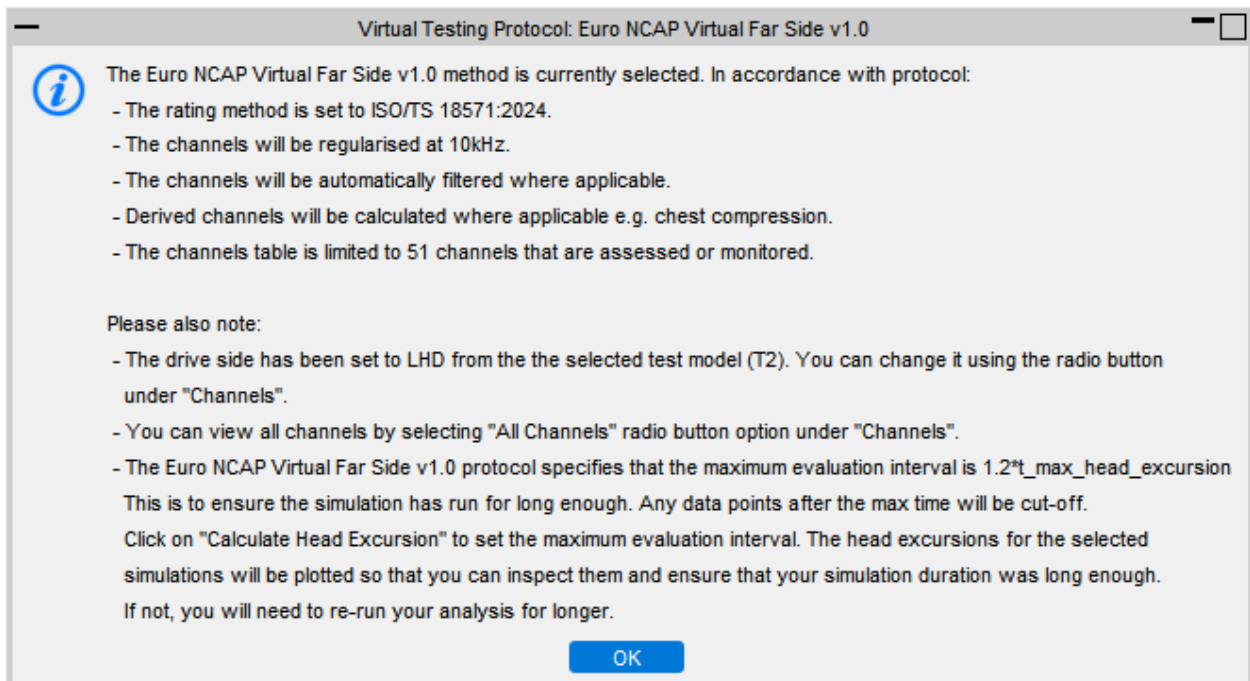 Virtual Testing Protocol: Euro NCAP Virtual Far Side v1.0
The Euro NCAP Virtual Far Side v1.0 method is currently selected. In accordance with protocol:
- The rating method is set to ISO/TS 18571:2024.
- The channels will be regularised at 10kHz.
- The channels will be automatically filtered where applicable.
- Derived channels will be calculated where applicable e.g. chest compression.
- The channels table is limited to 51 channels that are assessed or monitored.
Please also note:
- The drive side has been set to LHD from the the selected test model (T2). You can change it using the radio button
under "Channels".
- You can view all channels by selecting "All Channels" radio button option under "Channels".
- The Euro NCAP Virtual Far Side v1.0 protocol specifies that the maximum evaluation interval is 1.2*t_max_head_excursion
This is to ensure the simulation has run for long enough. Any data points after the max time will be cut-off.
Click on "Calculate Head Excursion" to set the maximum evaluation interval. The head excursions for the selected
simulations will be plotted so that you can inspect them and ensure that your simulation duration was long enough.
If not, you will need to re-run your analysis for longer.
OK